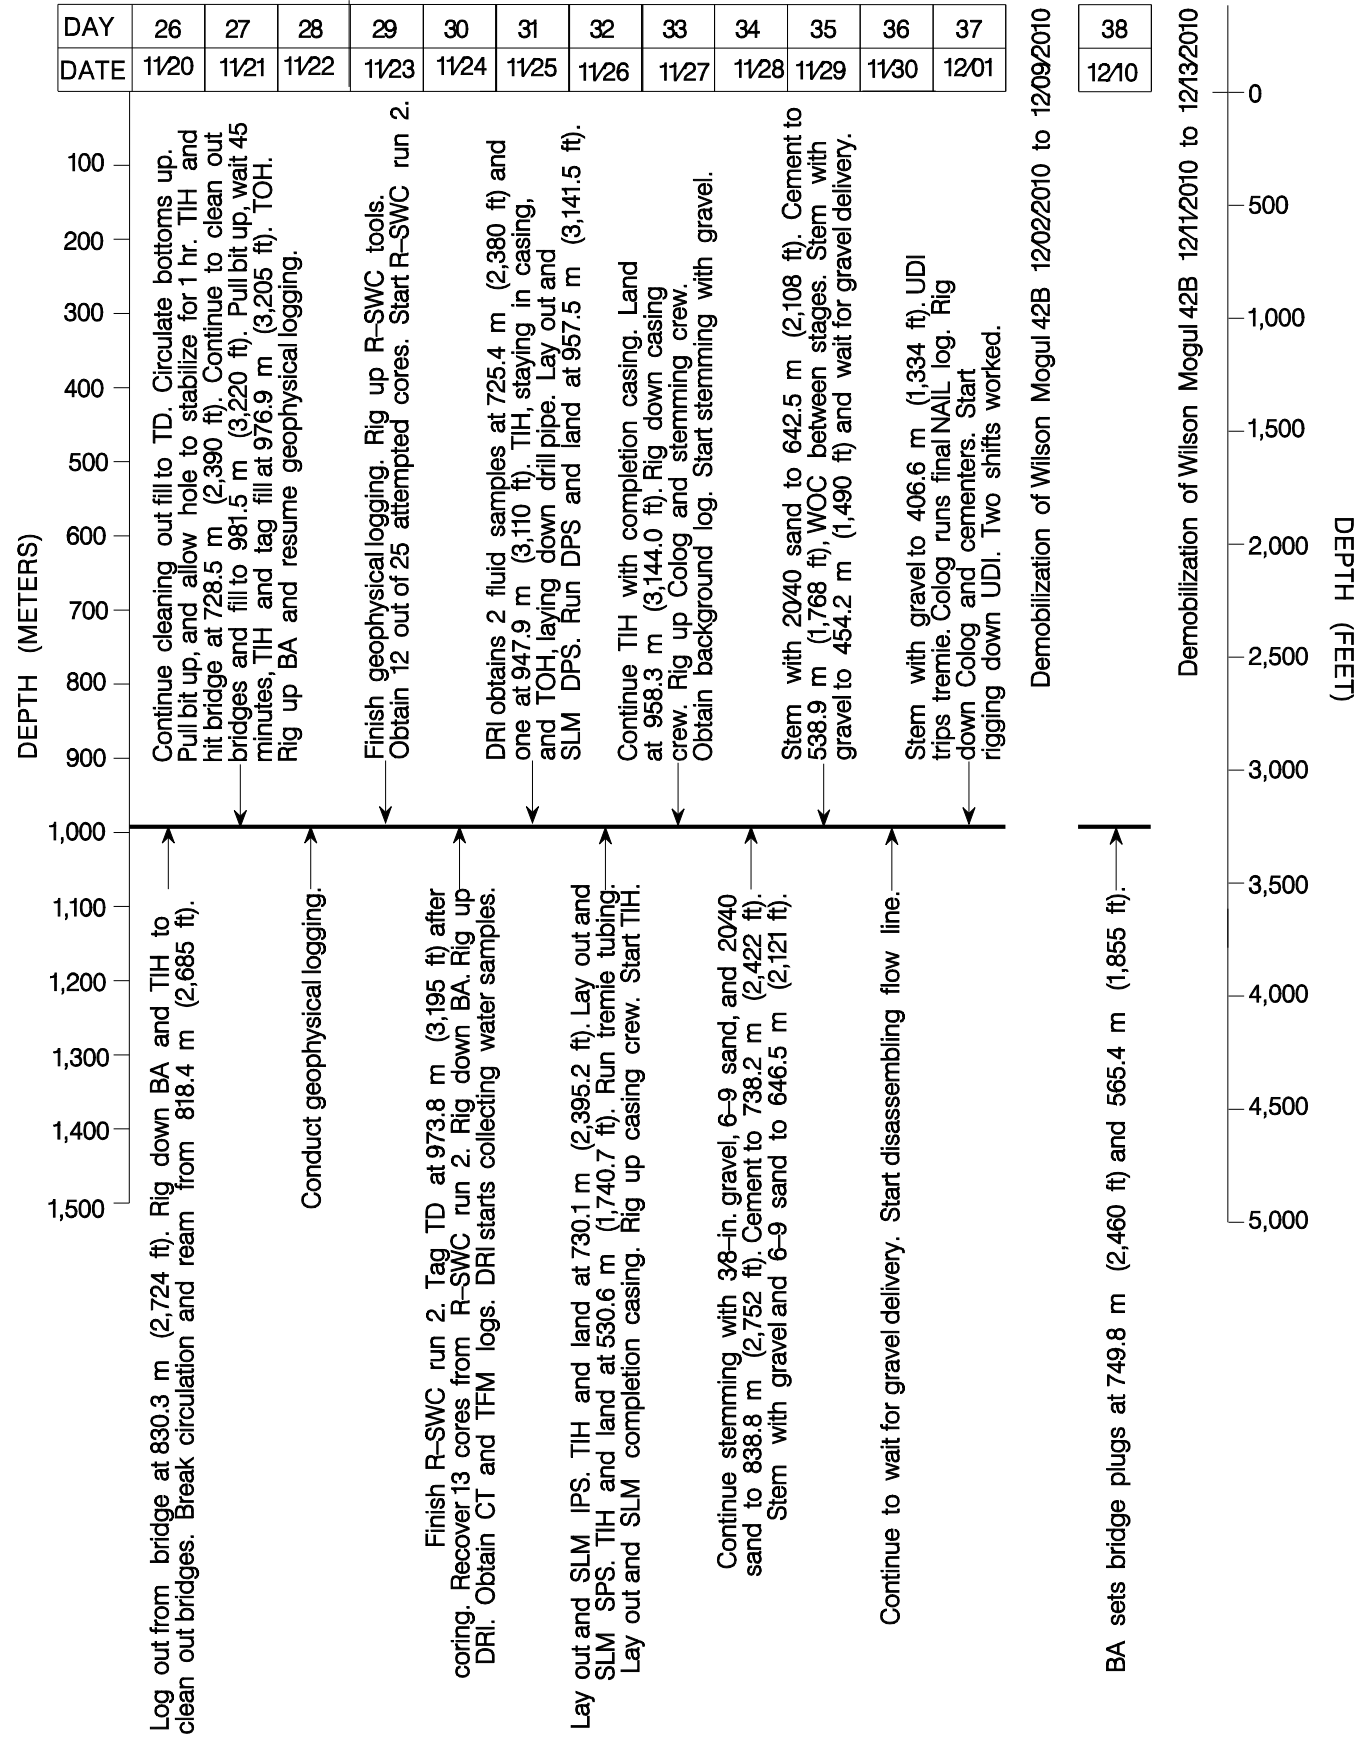 DAY 26 27 28 29 30 31 32 33 34 35 36 37 38
DATE 11/20 11/21 11/22 11/23 11/24 11/25 11/26 11/27 11/28 11/29 11/30 12/01 12/10
DEPTH (METERS)
100
200
300
400
500
600
700
800
900
1,000
1,100
1,200
1,300
1,400
1,500
Continue cleaning out fill to TD. Circulate bottoms up.
Pull bit up, and allow hole to stabilize for 1 hr. TIH and
hit bridge at 728.5 m (2,390 ft). Continue to clean out
bridges and fill to 981.5 m (3,220 ft). Pull bit up, wait 45
minutes, TIH and tag fill at 976.9 m (3,205 ft). TOH.
Rig up BA and resume geophysical logging.
Finish geophysical logging. Rig up R–SWC tools.
Obtain 12 out of 25 attempted cores. Start R–SWC run 2.
DRI obtains 2 fluid samples at 725.4 m (2,380 ft) and
one at 947.9 m (3,110 ft). TIH, staying in casing,
and TOH, laying down drill pipe. Lay out and
SLM DPS. Run DPS and land at 957.5 m (3,141.5 ft).
Continue TIH with completion casing. Land
at 958.3 m (3,144.0 ft). Rig down casing
crew. Rig up Colog and stemming crew.
Obtain background log. Start stemming with gravel.
Stem with 20/40 sand to 642.5 m (2,108 ft). Cement to
538.9 m (1,768 ft), WOC between stages. Stem with
gravel to 454.2 m (1,490 ft) and wait for gravel delivery.
Stem with gravel to 406.6 m (1,334 ft). UDI
trips tremie. Colog runs final NAIL log. Rig
down Colog and cementers. Start
rigging down UDI. Two shifts worked.
Demobilization of Wilson Mogul 42B 12/02/2010 to 12/09/2010
Demobilization of Wilson Mogul 42B 12/11/2010 to 12/13/2010
Log out from bridge at 830.3 m (2,724 ft). Rig down BA and TIH to
clean out bridges. Break circulation and ream from 818.4 m (2,685 ft).
Conduct geophysical logging.
Finish R–SWC run 2. Tag TD at 973.8 m (3,195 ft) after
coring. Recover 13 cores from R–SWC run 2. Rig down BA. Rig up
DRI. Obtain CT and TFM logs. DRI starts collecting water samples.
Lay out and SLM IPS. TIH and land at 730.1 m (2,395.2 ft). Lay out and
SLM SPS. TIH and land at 530.6 m (1,740.7 ft). Run tremie tubing.
Lay out and SLM completion casing. Rig up casing crew. Start TIH.
Continue stemming with 3/8–in. gravel, 6–9 sand, and 20/40
sand to 838.8 m (2,752 ft). Cement to 738.2 m (2,422 ft).
Stem with gravel and 6–9 sand to 646.5 m (2,121 ft).
Continue to wait for gravel delivery. Start disassembling flow line.
BA sets bridge plugs at 749.8 m (2,460 ft) and 565.4 m (1,855 ft).
0
500
1,000
1,500
2,000
2,500
3,000
3,500
4,000
4,500
5,000
DEPTH (FEET)